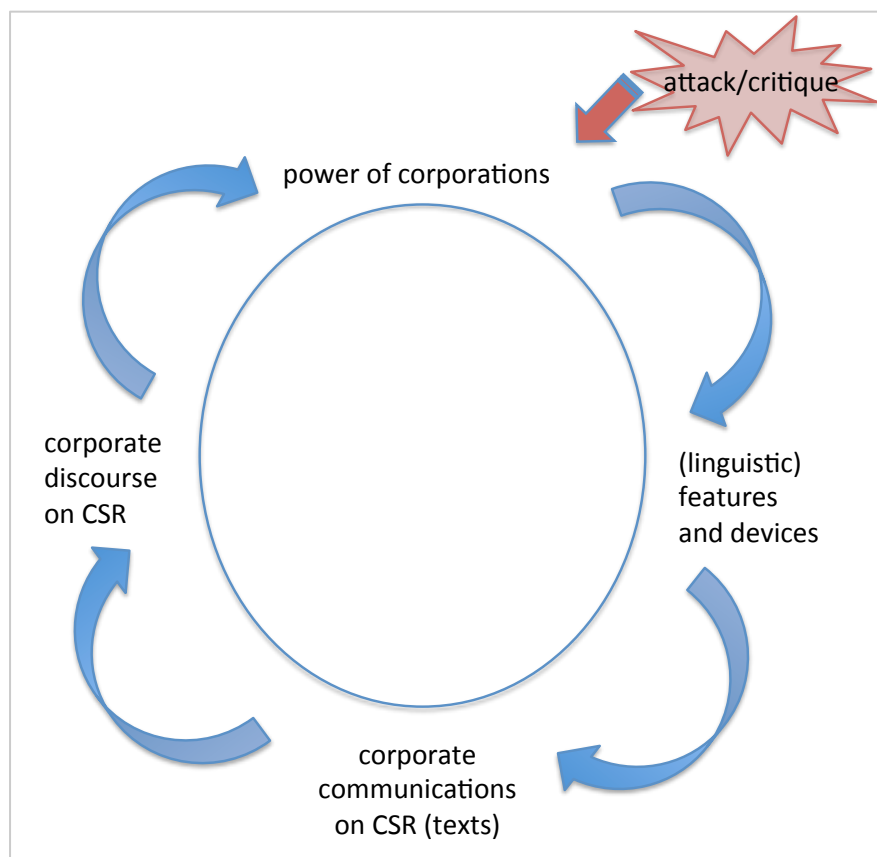 attack/critique
power of corporations
(linguistic)
features
and devices
corporate
communications
on CSR (texts)
corporate
discourse
on CSR